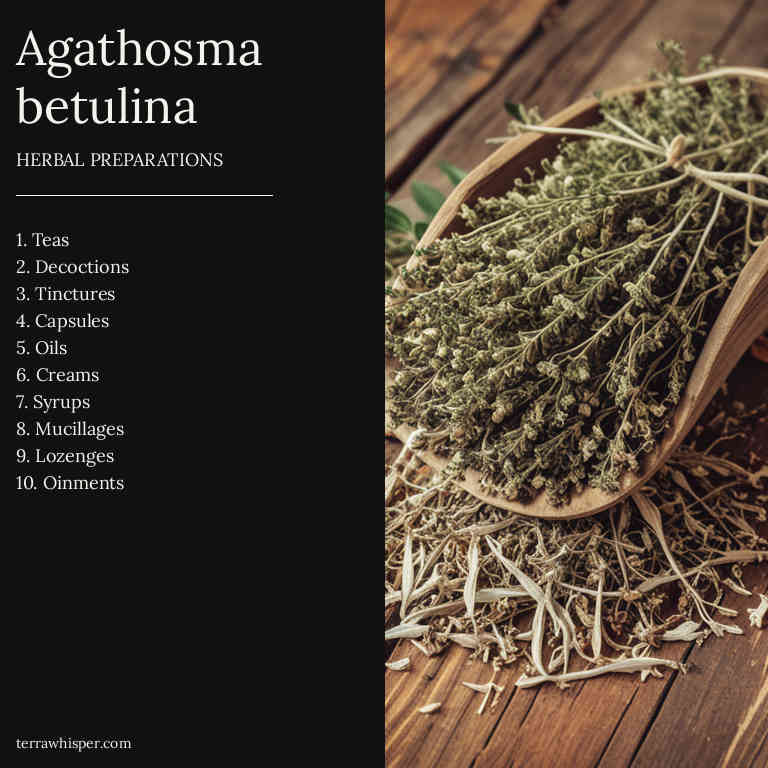 Agathosma
betulina
HERBAL PREPARATIONS
1. Teas
2. Decoctions
3. Tinctures
4. Capsules
5. Oils
6. Creams
7. Syrups
8. Mucillages
9. Lozenges
10. Oinments
terrawhisper.com